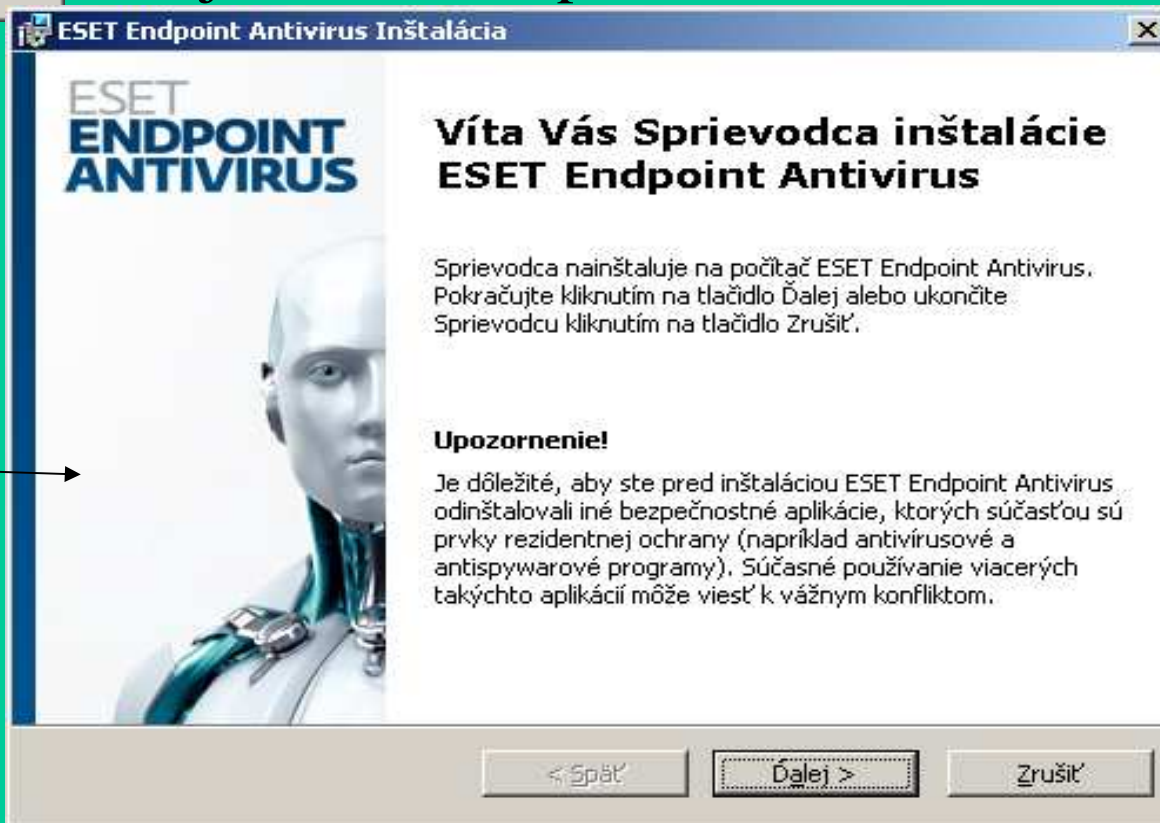 ESET Endpoint Antivirus Inštalácia
ESET
ENDPOINT
ANTIVIRUS
Víta Vás Sprievodca inštalácie
ESET Endpoint Antivirus
Sprievodca nainštaluje na počítač ESET Endpoint Antivirus.
Pokračujte kliknutím na tlačidlo Ďalej alebo ukončite
Sprievodcu kliknutím na tlačidlo Zrušiť.
Upozornenie!
Je dôležité, aby ste pred inštaláciou ESET Endpoint Antivirus
odinštalovali iné bezpečnostné aplikácie, ktorých súčasťou sú
prvky rezidentnej ochrany (napríklad antivírusové a
antispywarové programy). Súčasné používanie viacerých
takýchto aplikácií môže viesť k vážnym konfliktom.
< Späť
Ďalej >
Zrušiť